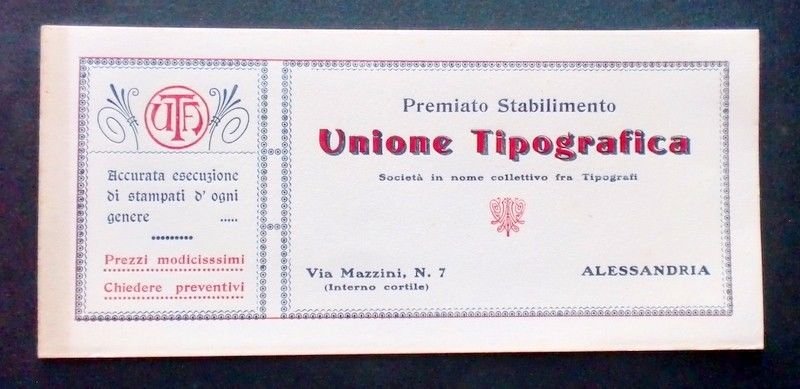 UTA
Accurata esecuzione
di stampati d' ogni
genere .....
Prezzi modicisssimi
Chiedere preventivi
Premiato Stabilimento
Unione Tipografica
Società in nome collettivo fra Tipografi
Via Mazzini, N. 7
(Interno cortile)
ALESSANDRIA